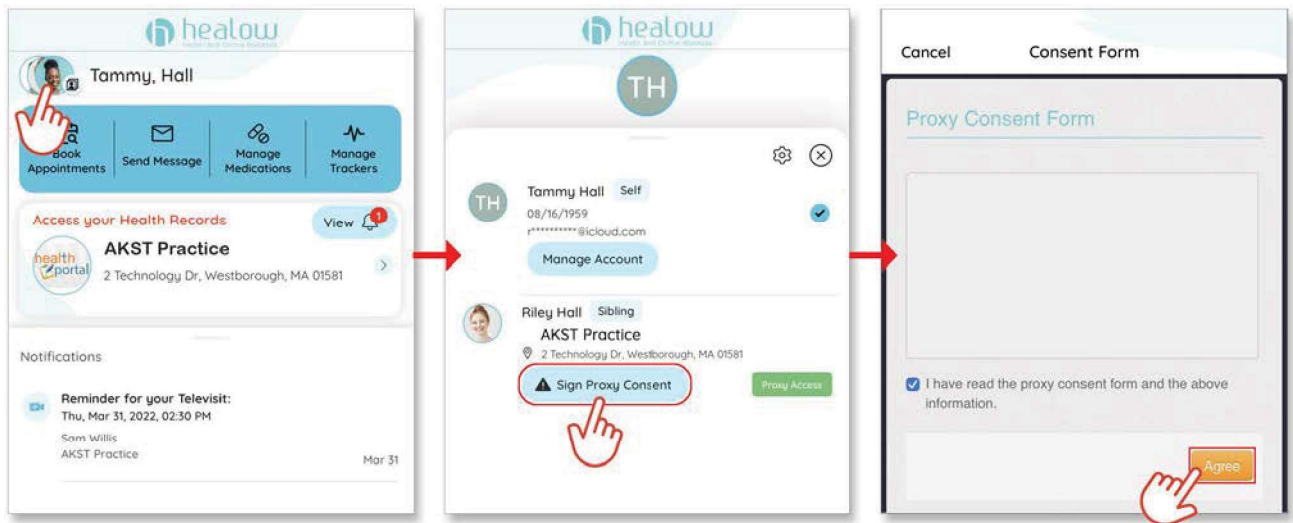 healow
Tammy, Hall
Book
Appointments
Send Message
Manage
Medications
Manage
Trackers
Access your Health Records
View
1
health
portal
AKST Practice
2 Technology Dr, Westborough, MA 01581
Notifications
Reminder for your Televisit:
Thu, Mar 31, 2022, 02:30 PM
Sam Willis
AKST Practice
Mar 31
healow
TH
TH
Tammy Hall Self
08/16/1959
r**********@icloud.com
Manage Account
Riley Hall Sibling
AKST Practice
2 Technology Dr, Westborough, MA 01581
Sign Proxy Consent
Proxy Access
Cancel
Consent Form
Proxy Consent Form
I have read the proxy consent form and the above
information.
Agree